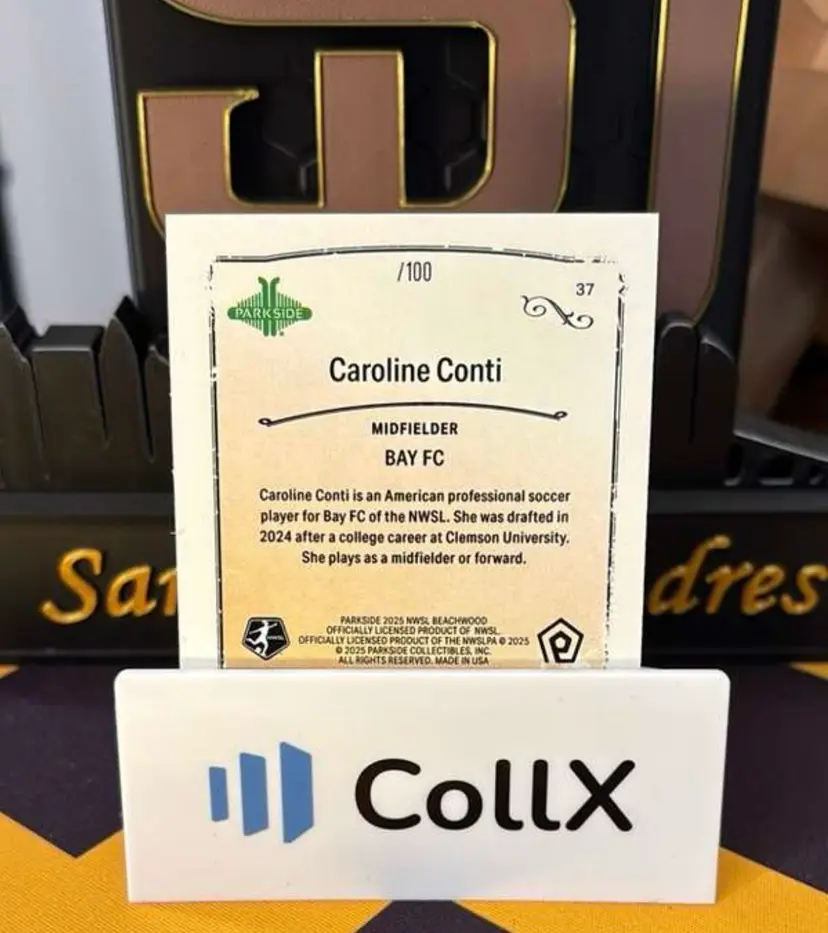 /100
37
PARKSIDE
Caroline Conti
MIDFIELDER
BAY FC
Caroline Conti is an American professional soccer
player for Bay FC of the NWSL. She was drafted in
2024 after a college career at Clemson University.
She plays as a midfielder or forward.
PARKSIDE 2025 NWSL BEACHWOOD
OFFICIALLY LICENSED PRODUCT OF NWSL
OFFICIALLY LICENSED PRODUCT OF THE NWSLPA © 2025
© 2025 PARKSIDE COLLECTIBLES, INC.
ALL RIGHTS RESERVED. MADE IN USA
San dres
CollX